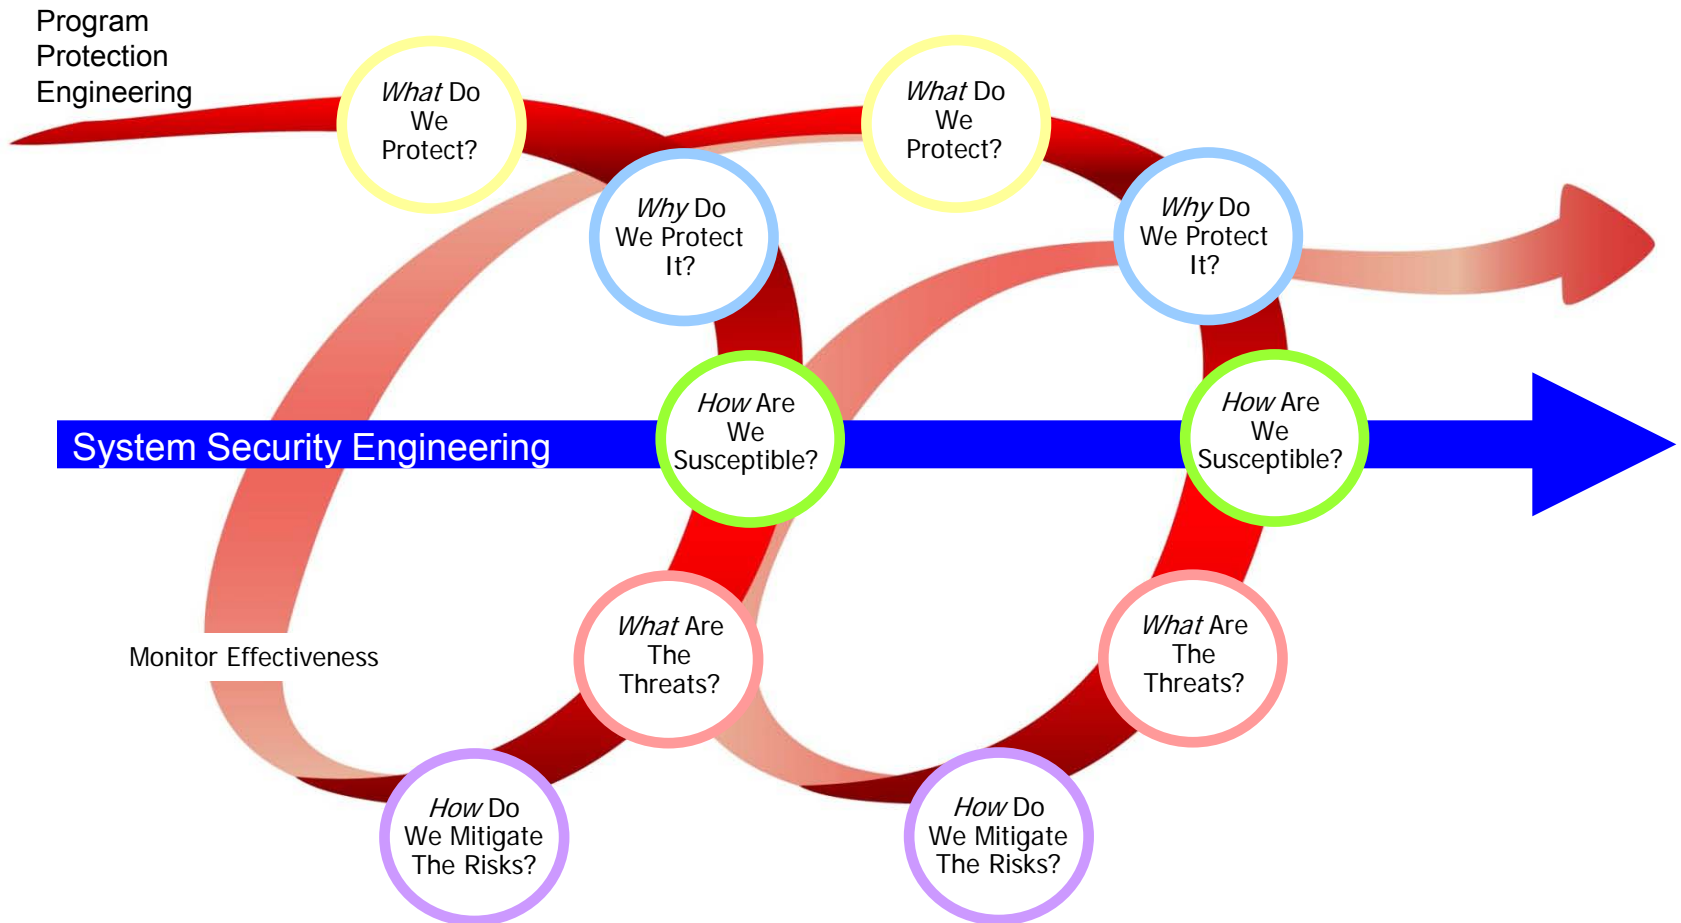 Program
Protection
Engineering
What Do
We
Protect?
What Do
We
Protect?
Why Do
We Protect
It?
Why Do
We Protect
It?
How Are
We
Susceptible?
How Are
We
Susceptible?
System Security Engineering
What Are
The
Threats?
What Are
The
Threats?
Monitor Effectiveness
How Do
We Mitigate
The Risks?
How Do
We Mitigate
The Risks?